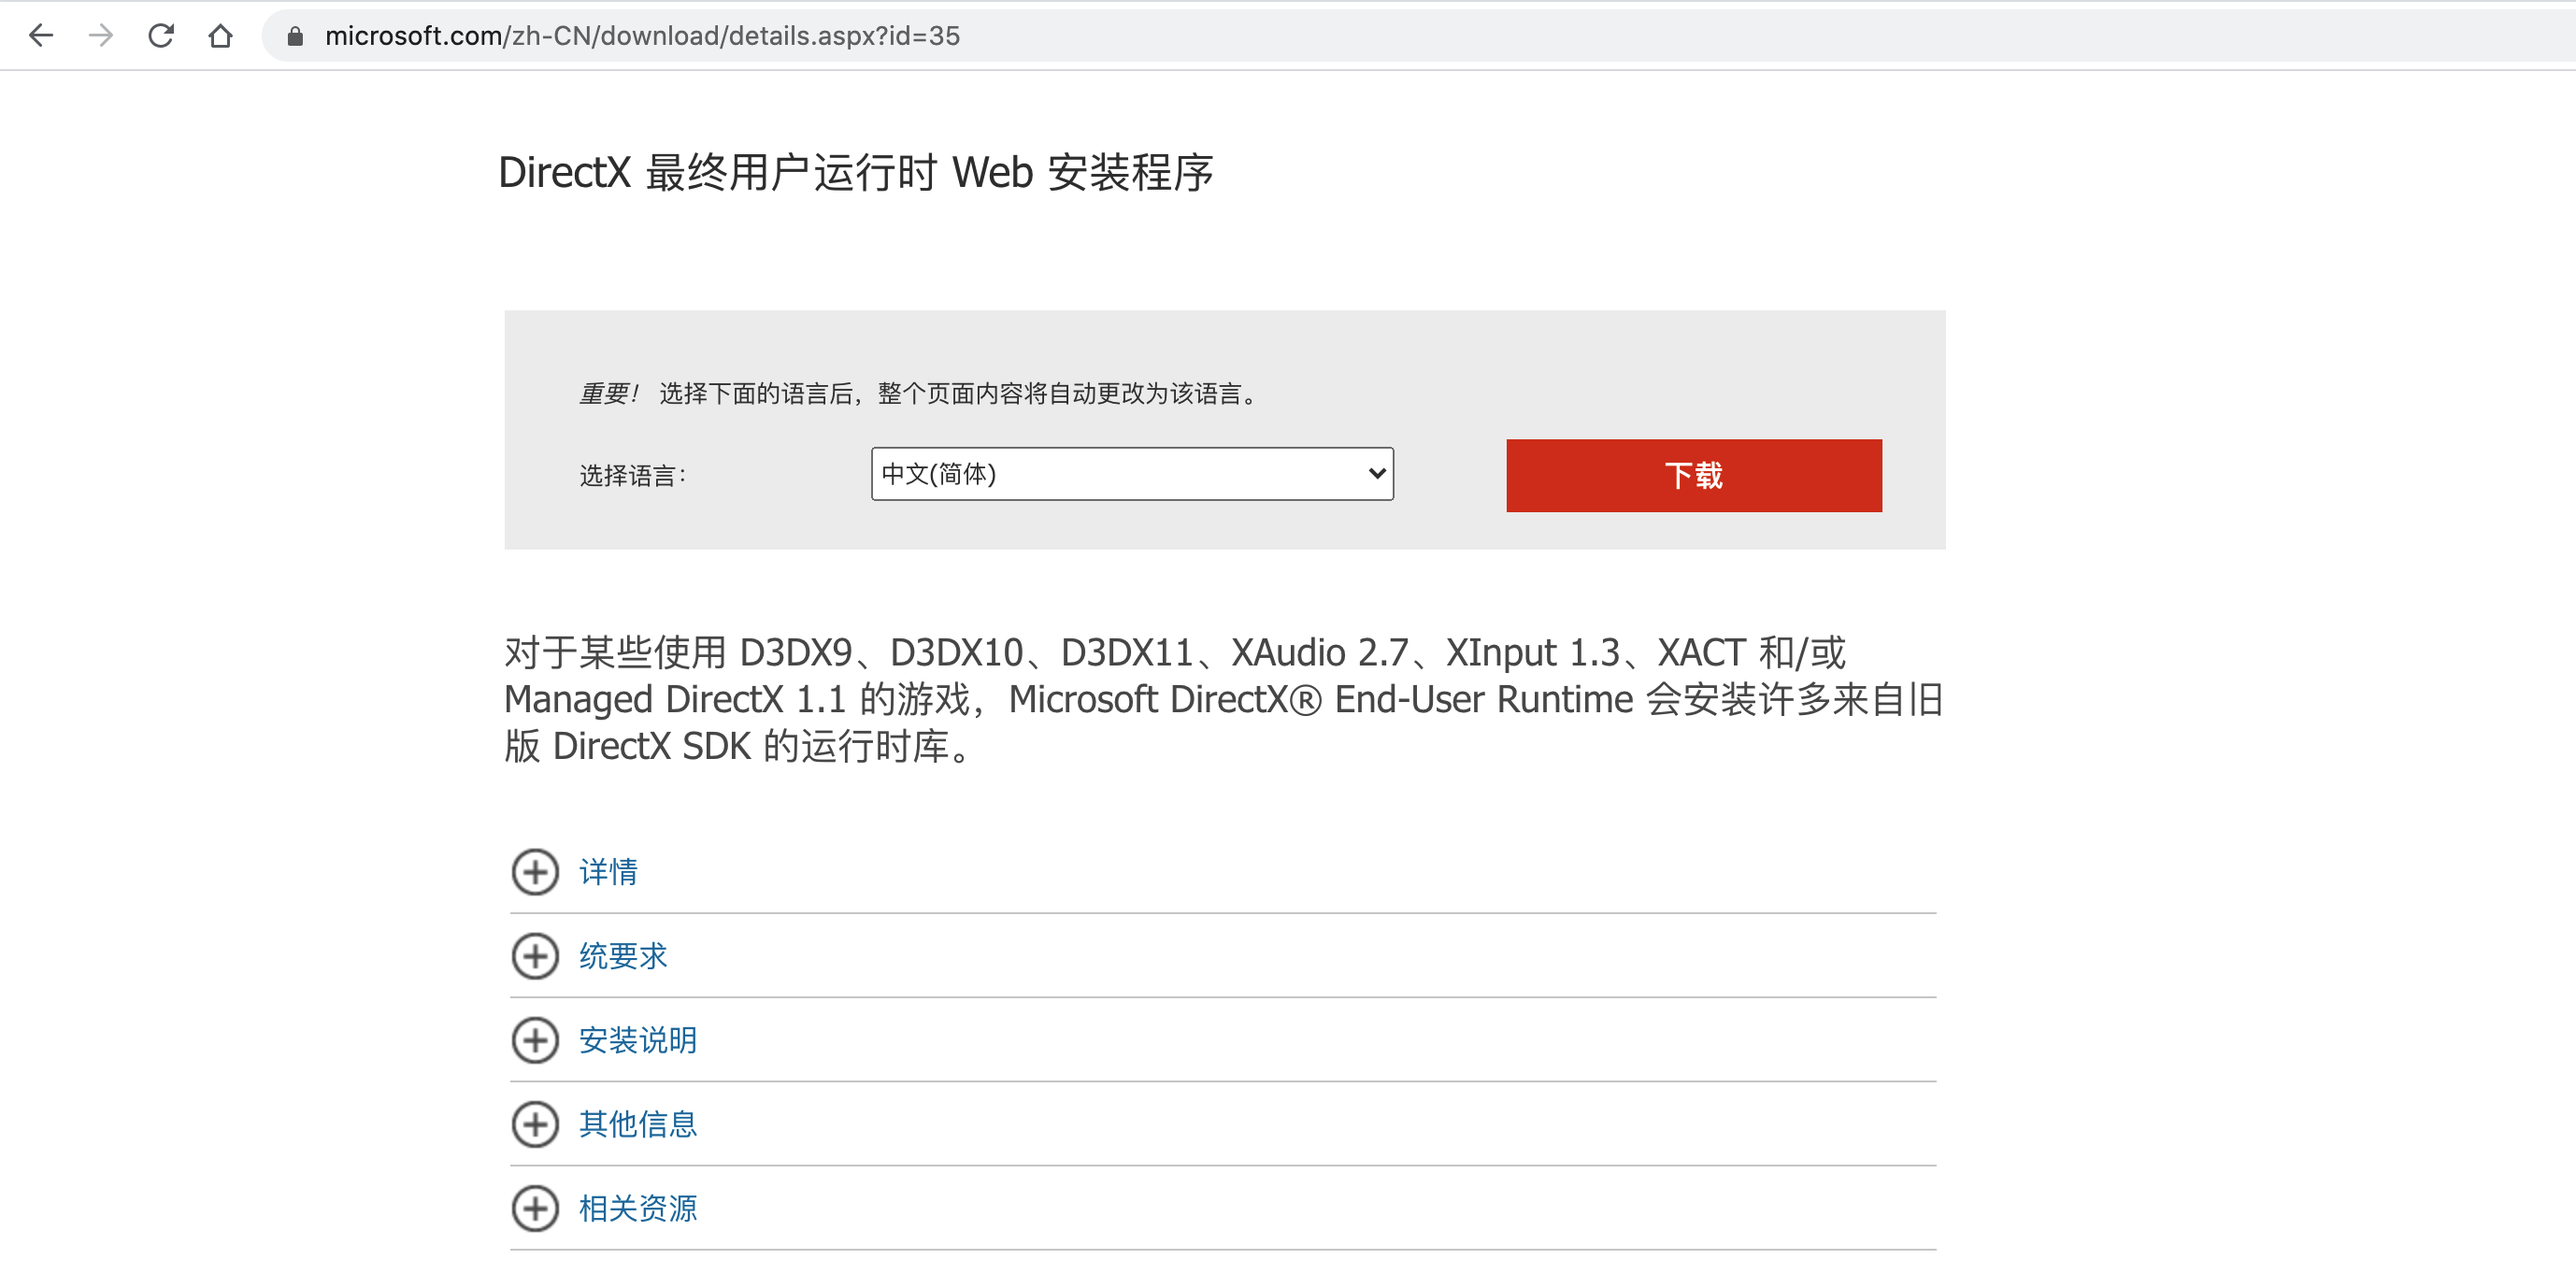 microsoft.com/zh-CN/download/details.aspx?id=35
DirectX 最终用户运行时 Web 安装程序
重要！ 选择下面的语言后，整个页面内容将自动更改为该语言。
选择语言: 中文(简体) 下载
对于某些使用 D3DX9、D3DX10、D3DX11、XAudio 2.7、XInput 1.3、XACT 和/或
Managed DirectX 1.1 的游戏，Microsoft DirectX® End-User Runtime 会安装许多来自旧
版 DirectX SDK 的运行时库。
详情
统要求
安装说明
其他信息
相关资源